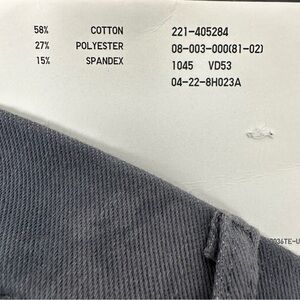 58% COTTON 221-405284
27% POLYESTER 08-003-000(81-02)
15% SPANDEX 1045 VD53
04-22-8H023A